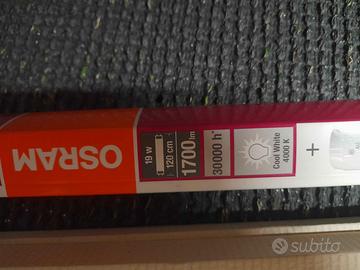 OSRAM
19 W
120 cm
1700 lm
30000 h
Cool White
4000 K
+
subito